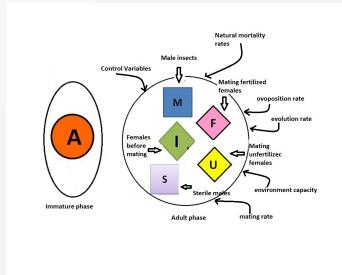 Natural mortality
rates
Male insects
Control Variables
Mating fertilized
females
M
ovoposition rate
F
evolution rate
A
Females
before
mating
I
Mating
unfertilizec
females
U
S
environment capacity
Sterile males
Immature phase
Adult phase
mating rate